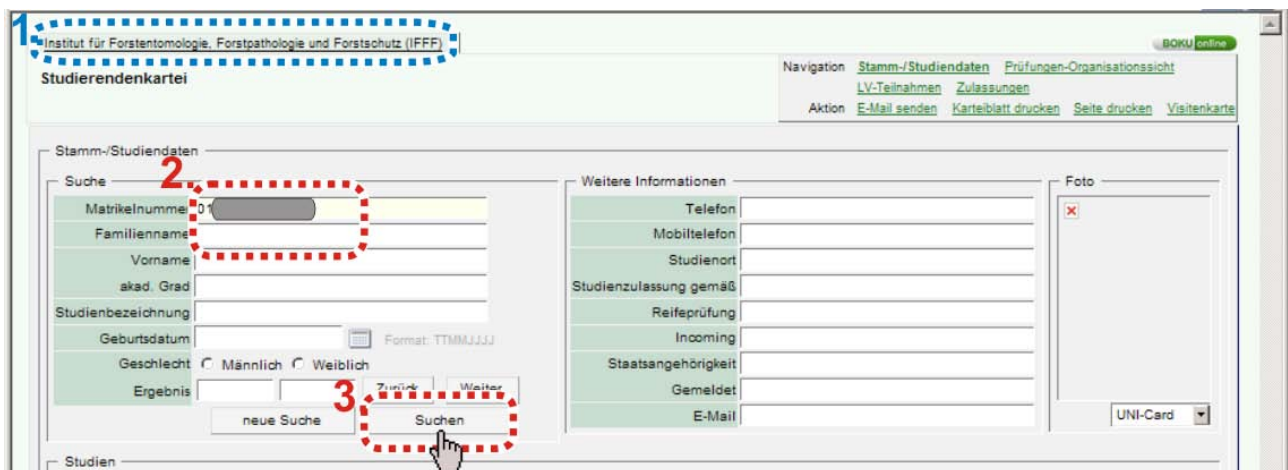 1
Institut für Forstentomologie, Forstpathologie und Forstschutz (IFFF)
BOKU online
Studierendenkartei
Navigation Stamm-/Studiendaten Prüfungen-Organisationssicht
LV-Teilnahmen Zulassungen
Aktion E-Mail senden Karteiblatt drucken Seite drucken Visitenkarte
Stamm-/Studiendaten
2.
Suche
Matrikelnummer 01
Familienname
Vorname
akad. Grad
Studienbezeichnung
Geburtsdatum Format: TTMMJJJJ
Geschlecht Männlich Weiblich
Ergebnis Zurück Weiter
3
neue Suche Suchen
Weitere Informationen
Telefon
Mobiltelefon
Studienort
Studienzulassung gemäß
Reifeprüfung
Incoming
Staatsangehörigkeit
Gemeldet
E-Mail
Foto
UNI-Card
Studien